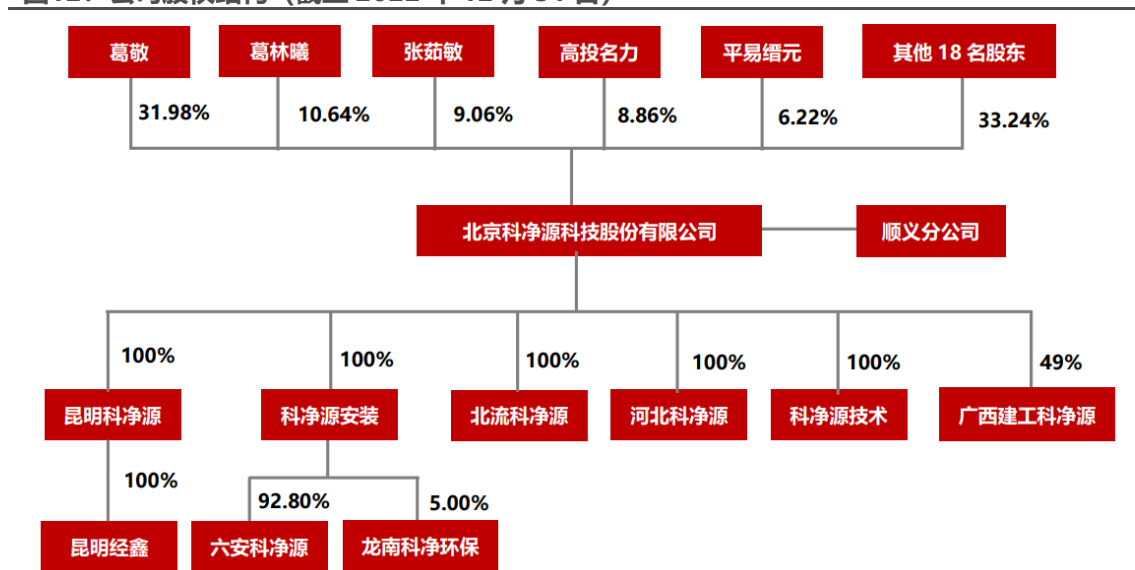 葛敬 葛林曦 张茹敏 高投名力 平易缙元 其他 18 名股东
31.98% 10.64% 9.06% 8.86% 6.22% 33.24%
北京科净源科技股份有限公司 顺义分公司
100% 100% 100% 100% 100% 49%
昆明科净源 科净源安装 北流科净源 河北科净源 科净源技术 广西建工科净源
100% 92.80% 5.00%
昆明经鑫 六安科净源 龙南科净环保